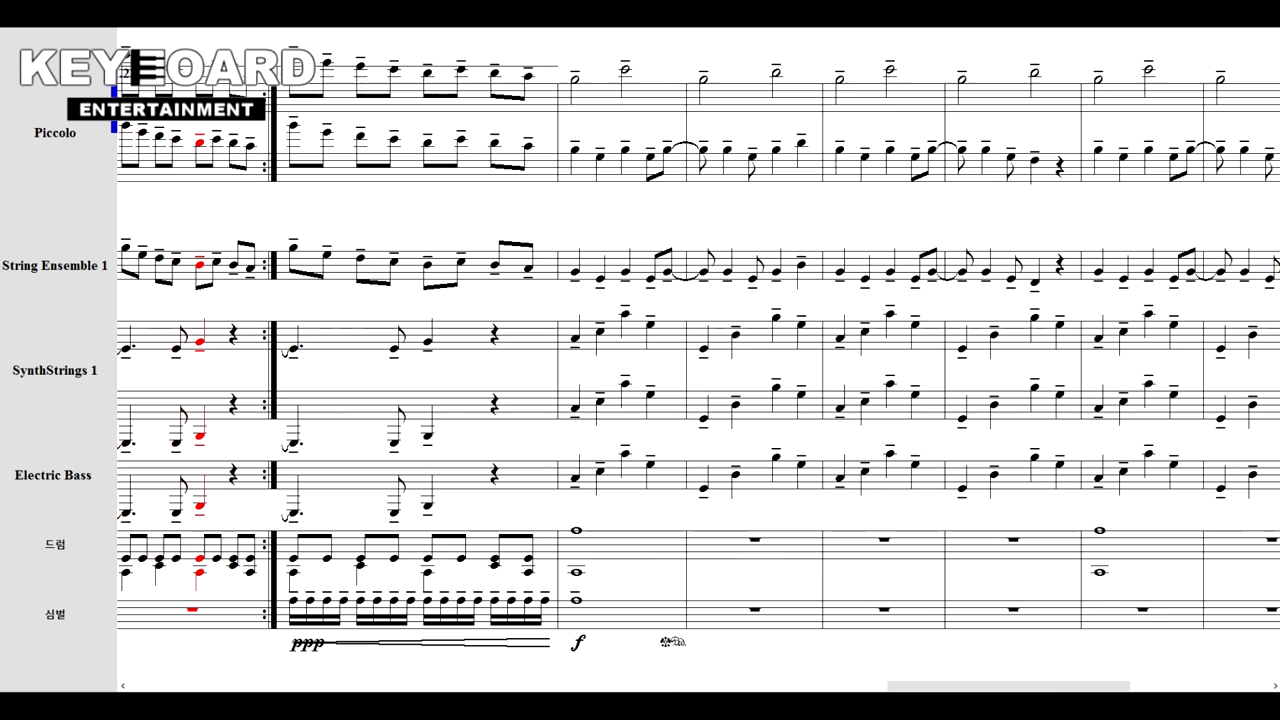 KEYBOARD
ENTERTAINMENT
Piccolo
String Ensemble 1
SynthStrings 1
Electric Bass
드럼
심벌
ppp
f